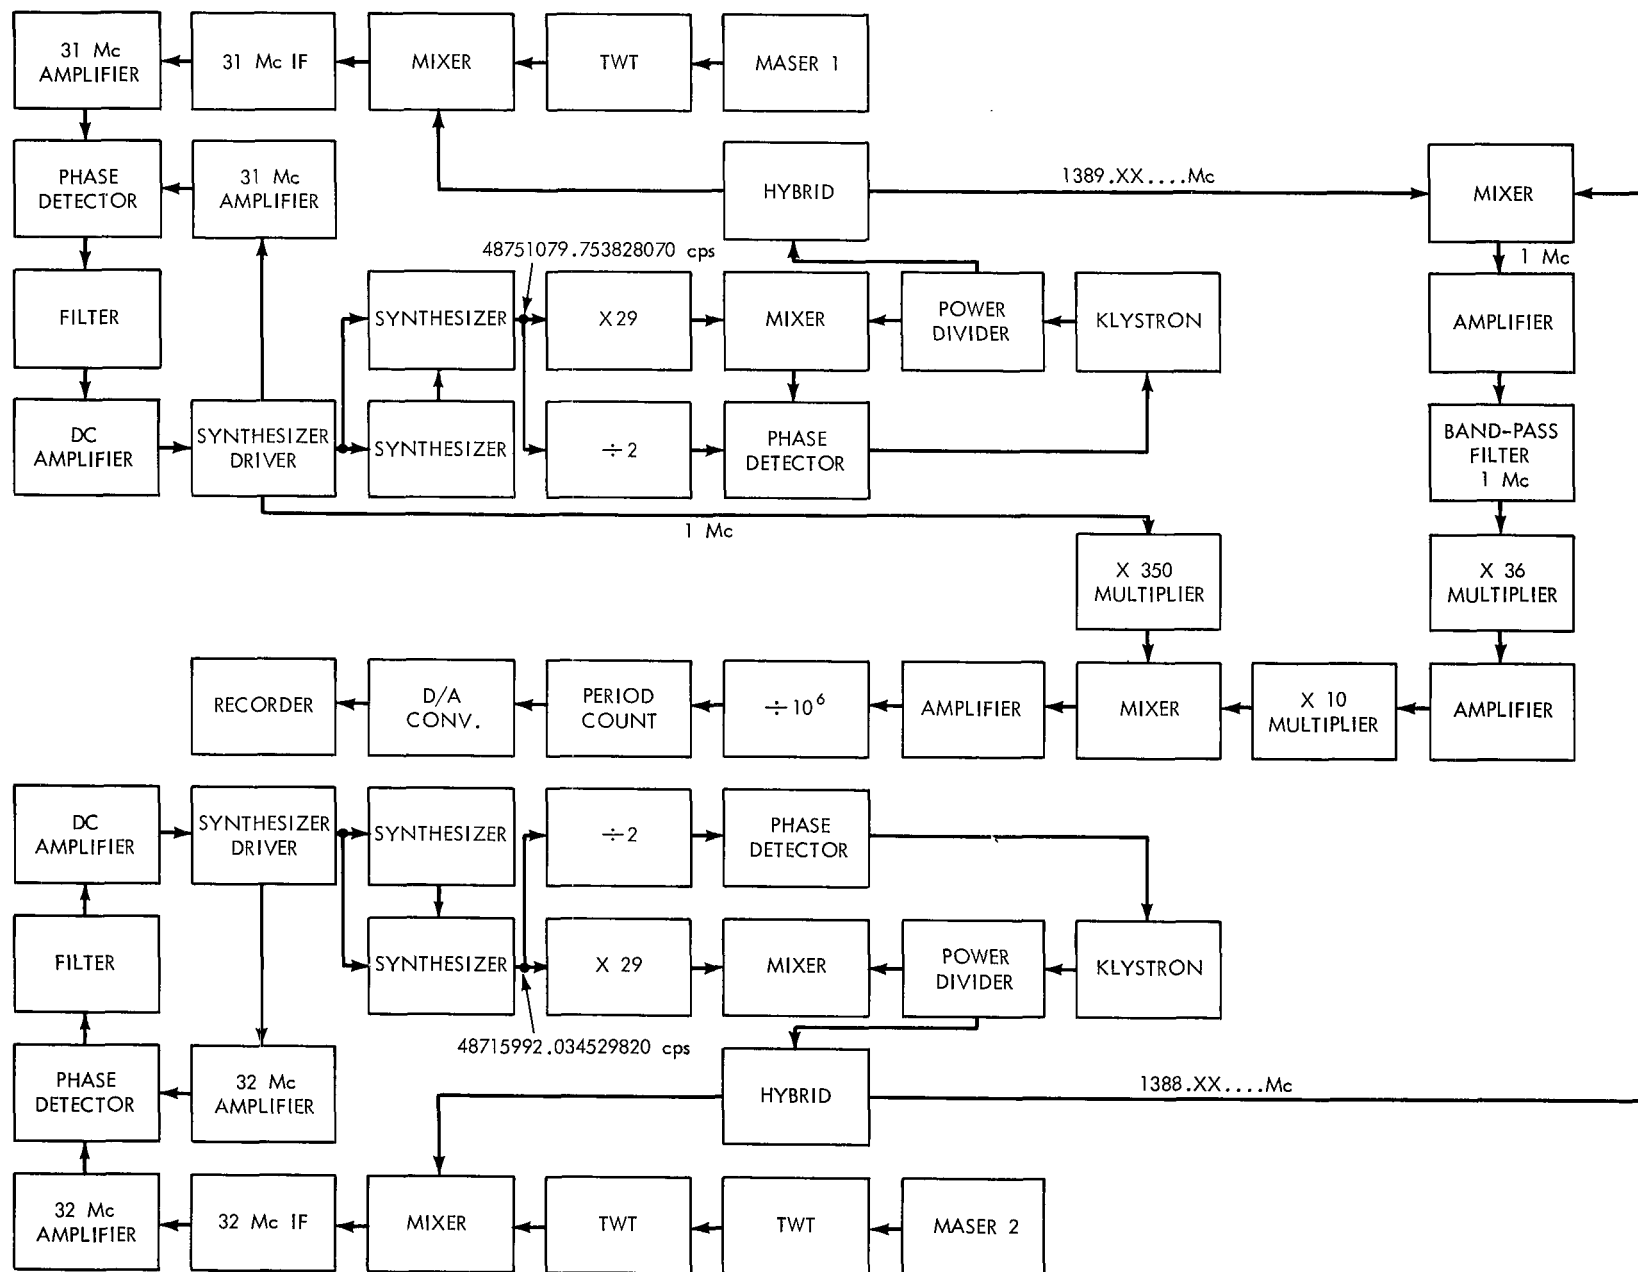 31 Mc
AMPLIFIER
31 Mc IF
MIXER
TWT
MASER 1
PHASE
DETECTOR
31 Mc
AMPLIFIER
HYBRID
1389.XX....Mc
MIXER
48751079.753828070 cps
1 Mc
FILTER
SYNTHESIZER
X29
MIXER
POWER
DIVIDER
KLYSTRON
AMPLIFIER
DC
AMPLIFIER
SYNTHESIZER
DRIVER
SYNTHESIZER
÷2
PHASE
DETECTOR
BAND-PASS
FILTER
1 Mc
1 Mc
X 350
MULTIPLIER
X 36
MULTIPLIER
RECORDER
D/A
CONV.
PERIOD
COUNT
÷10⁶
AMPLIFIER
MIXER
X 10
MULTIPLIER
AMPLIFIER
DC
AMPLIFIER
SYNTHESIZER
DRIVER
SYNTHESIZER
÷2
PHASE
DETECTOR
FILTER
SYNTHESIZER
X 29
MIXER
POWER
DIVIDER
KLYSTRON
48715992.034529820 cps
PHASE
DETECTOR
32 Mc
AMPLIFIER
HYBRID
1388.XX....Mc
32 Mc
AMPLIFIER
32 Mc IF
MIXER
TWT
TWT
MASER 2